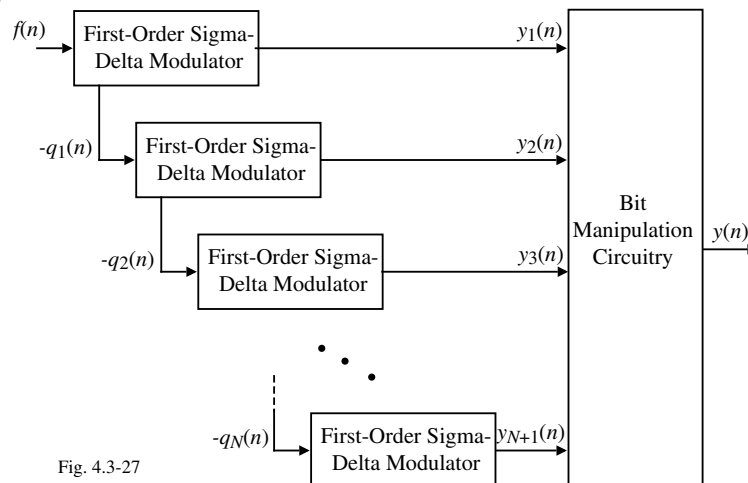 f(n)
First-Order Sigma-
Delta Modulator
y1(n)
-q1(n)
First-Order Sigma-
Delta Modulator
y2(n)
-q2(n)
First-Order Sigma-
Delta Modulator
y3(n)
Bit
Manipulation
Circuitry
y(n)
-qN(n)
First-Order Sigma-
Delta Modulator
yN+1(n)
Fig. 4.3-27